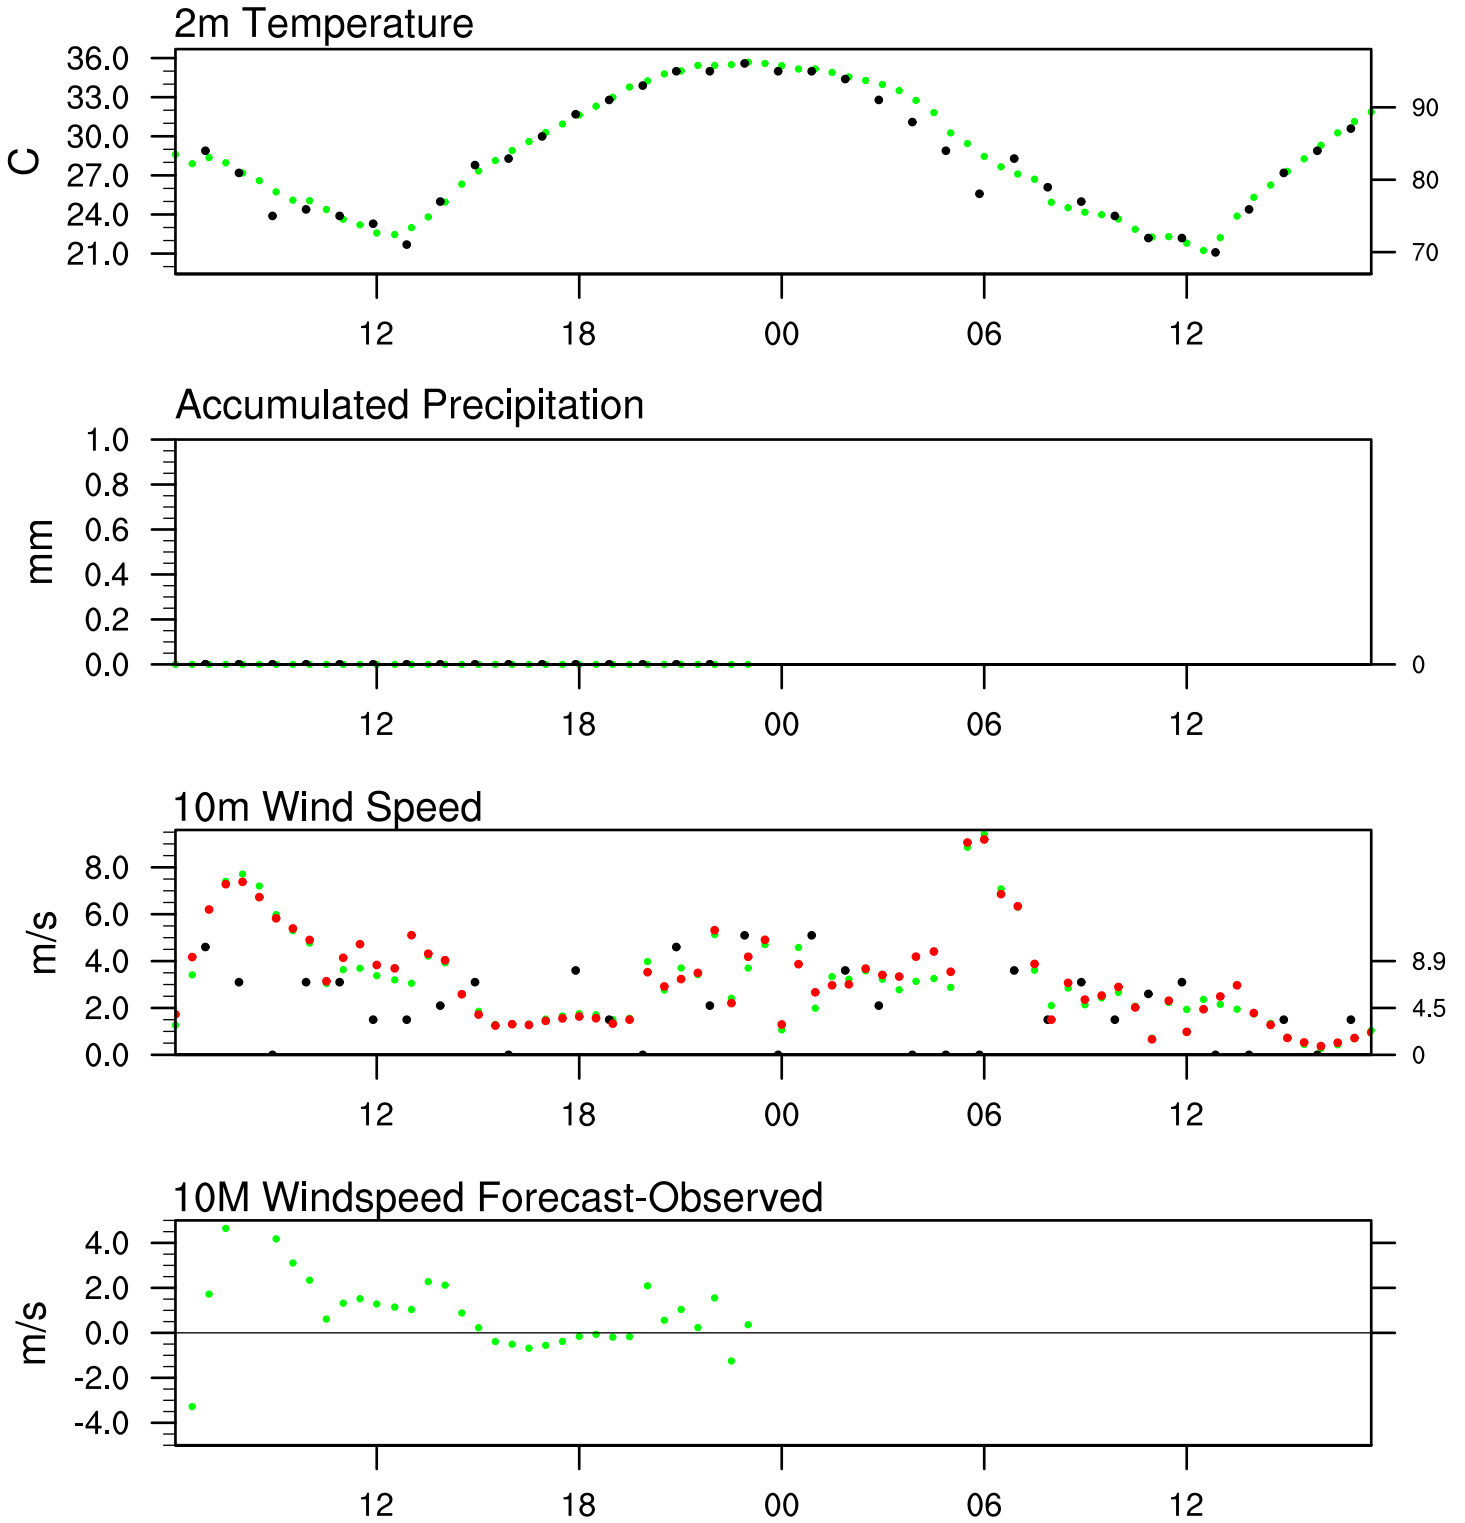 2m Temperature
36.0
33.0
30.0
27.0
24.0
21.0
C
90
80
70
12 18 00 06 12
Accumulated Precipitation
1.0
0.8
0.6
0.4
0.2
0.0
mm
0
12 18 00 06 12
10m Wind Speed
8.0
6.0
4.0
2.0
0.0
m/s
8.9
4.5
0
12 18 00 06 12
10M Windspeed Forecast-Observed
4.0
2.0
0.0
-2.0
-4.0
m/s
12 18 00 06 12